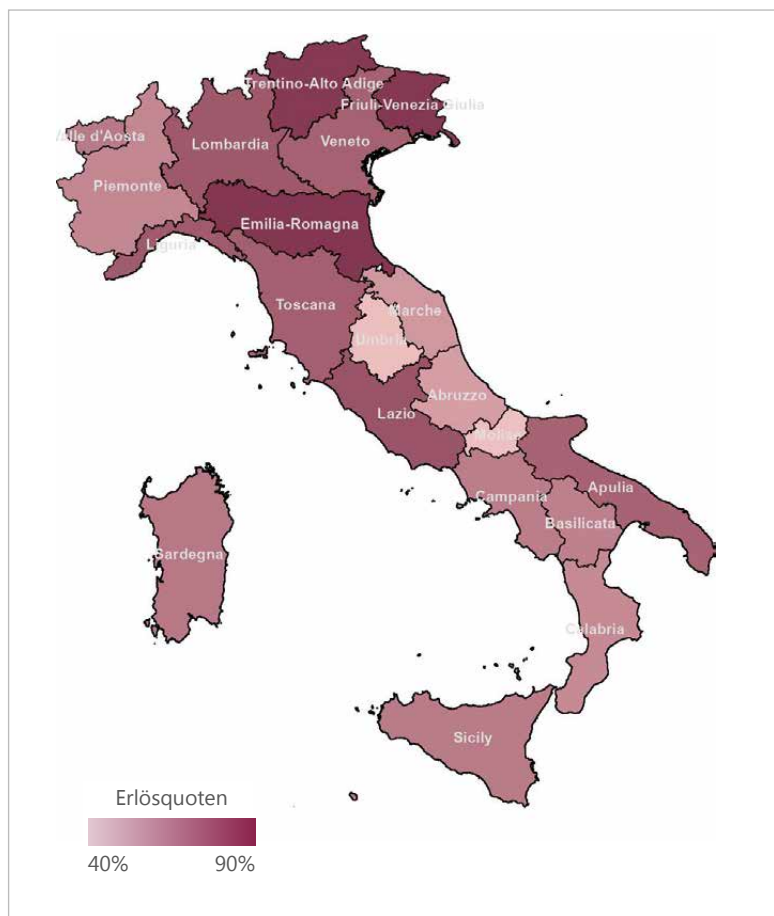 Trentino-Alto Adige
Friuli-Venezia Giulia
Valle d'Aosta
Lombardia
Veneto
Piemonte
Emilia-Romagna
Liguria
Toscana
Marche
Umbria
Abruzzo
Lazio
Molise
Campania
Apulia
Basilicata
Sardegna
Calabria
Sicily
Erlösquoten
40% 90%